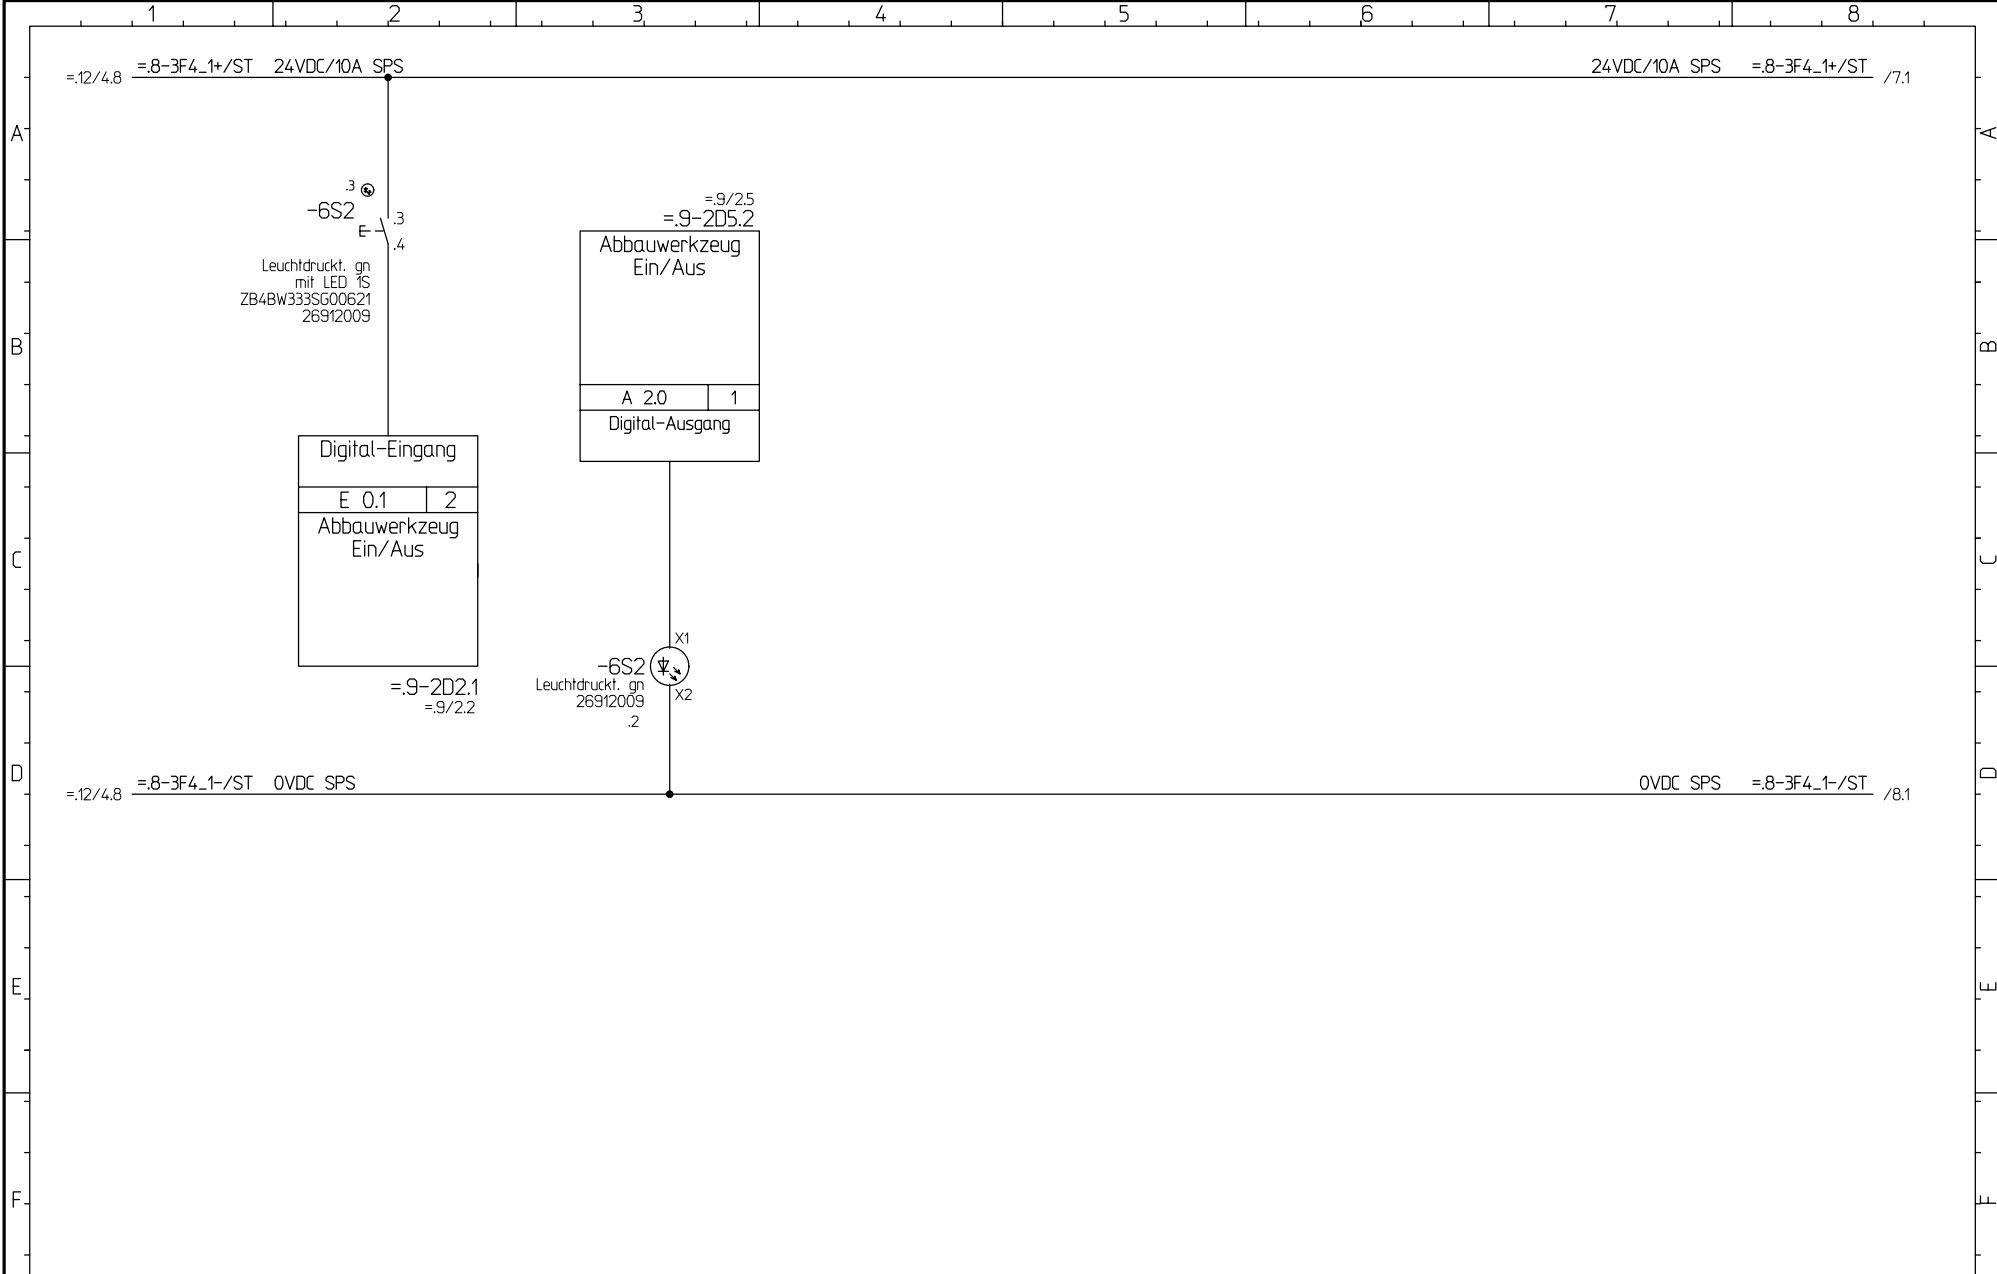 1 2 3 4 5 6 7 8
=.12/4.8 =.8-3F4_1+/ST 24VDC/10A SPS
24VDC/10A SPS =.8-3F4_1+/ST /7.1
A A
.3
-6S2
.3
.4
Leuchtdruckt. gn
mit LED 1S
ZB4BW333SG00621
26912009
=.9/2.5
=.9-2D5.2
Abbauwerkzeug
Ein/Aus
A 2.0 1
Digital-Ausgang
B B
Digital-Eingang
E 0.1 2
Abbauwerkzeug
Ein/Aus
=.9-2D2.1
=.9/2.2
C C
X1
-6S2
Leuchtdruckt. gn
26912009
.2
X2
D D
=.12/4.8 =.8-3F4_1-/ST 0VDC SPS
0VDC SPS =.8-3F4_1-/ST /8.1
E E
F F